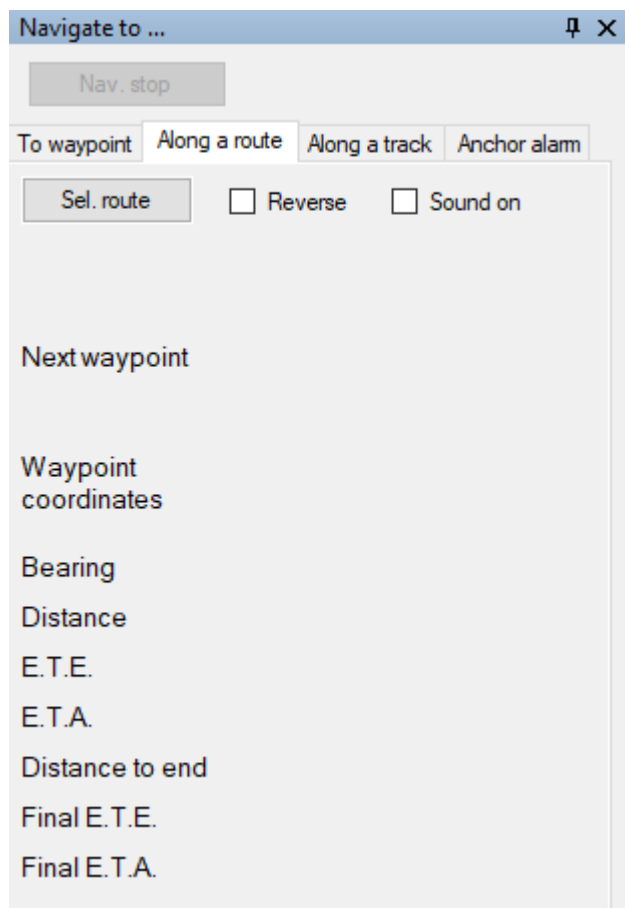 Navigate to ...
Nav. stop
To waypoint Along a route Along a track Anchor alarm
Sel. route Reverse Sound on
Next waypoint
Waypoint
coordinates
Bearing
Distance
E.T.E.
E.T.A.
Distance to end
Final E.T.E.
Final E.T.A.